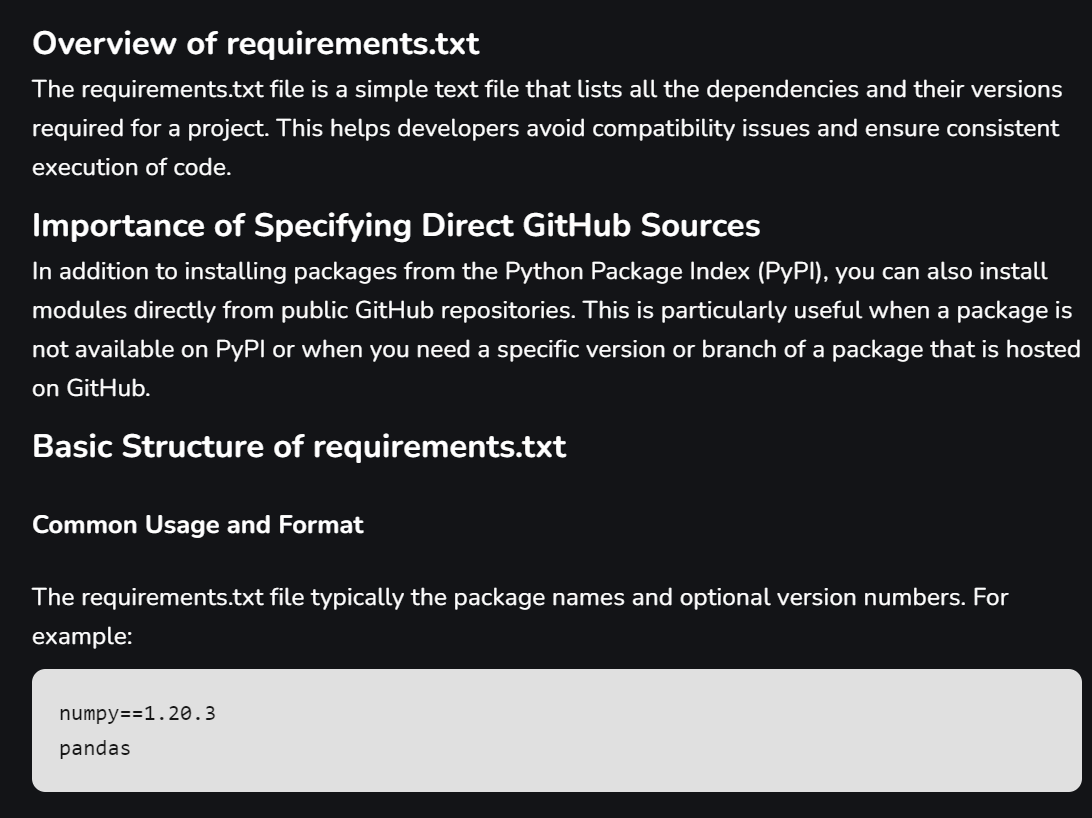 Overview of requirements.txt
The requirements.txt file is a simple text file that lists all the dependencies and their versions
required for a project. This helps developers avoid compatibility issues and ensure consistent
execution of code.
Importance of Specifying Direct GitHub Sources
In addition to installing packages from the Python Package Index (PyPI), you can also install
modules directly from public GitHub repositories. This is particularly useful when a package is
not available on PyPI or when you need a specific version or branch of a package that is hosted
on GitHub.
Basic Structure of requirements.txt
Common Usage and Format
The requirements.txt file typically the package names and optional version numbers. For
example:
numpy==1.20.3
pandas